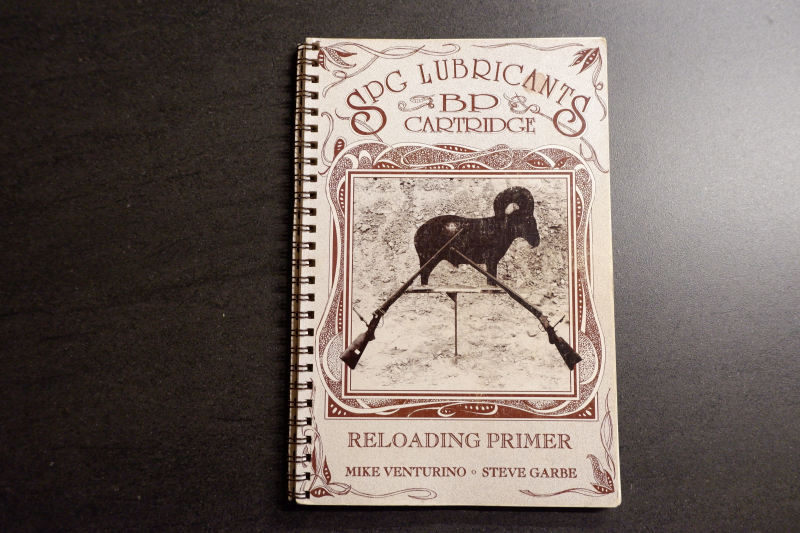 SPG LUBRICANTS
BP
CARTRIDGE
RELOADING PRIMER
MIKE VENTURINO o STEVE GARBE